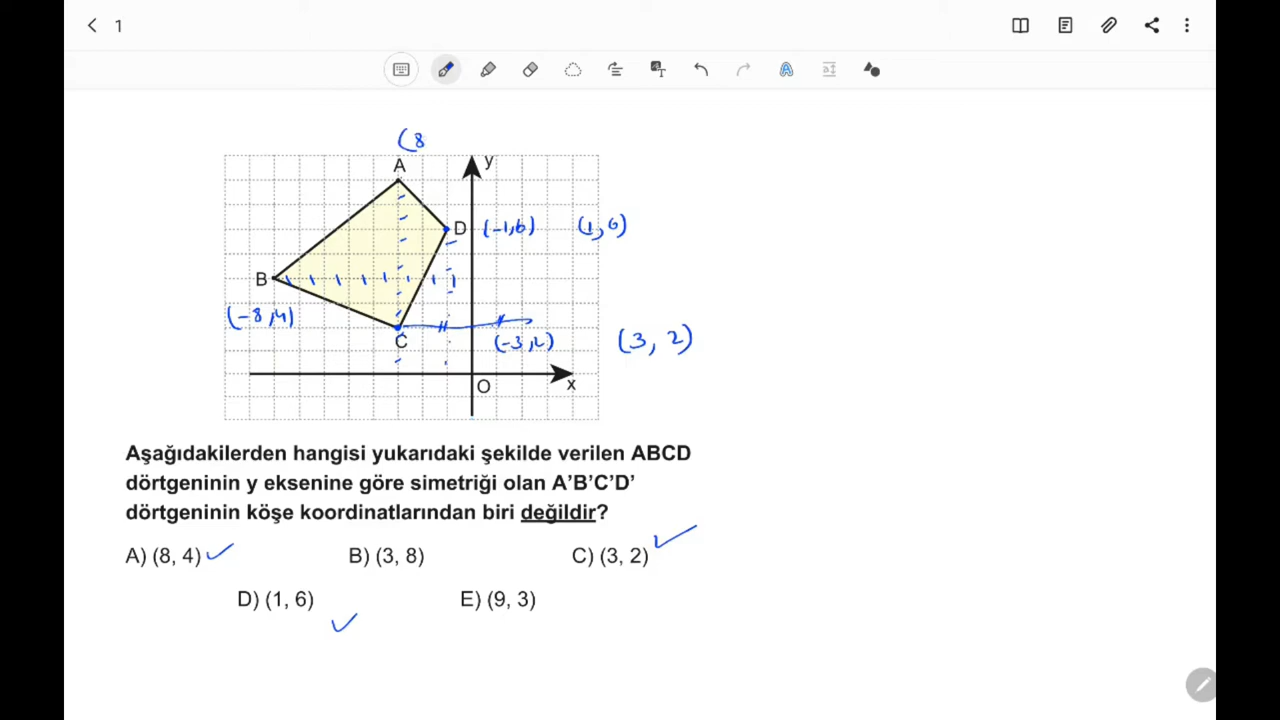 1
(8
A
y
D (-1,6) (1,6)
B
(-8,4)
C (-3,2) (3, 2)
O x
Aşağıdakilerden hangisi yukarıdaki şekilde verilen ABCD
dörtgeninin y eksenine göre simetriği olan A’B’C’D’
dörtgeninin köşe koordinatlarından biri değildir?
A) (8, 4) B) (3, 8) C) (3, 2)
D) (1, 6) E) (9, 3)